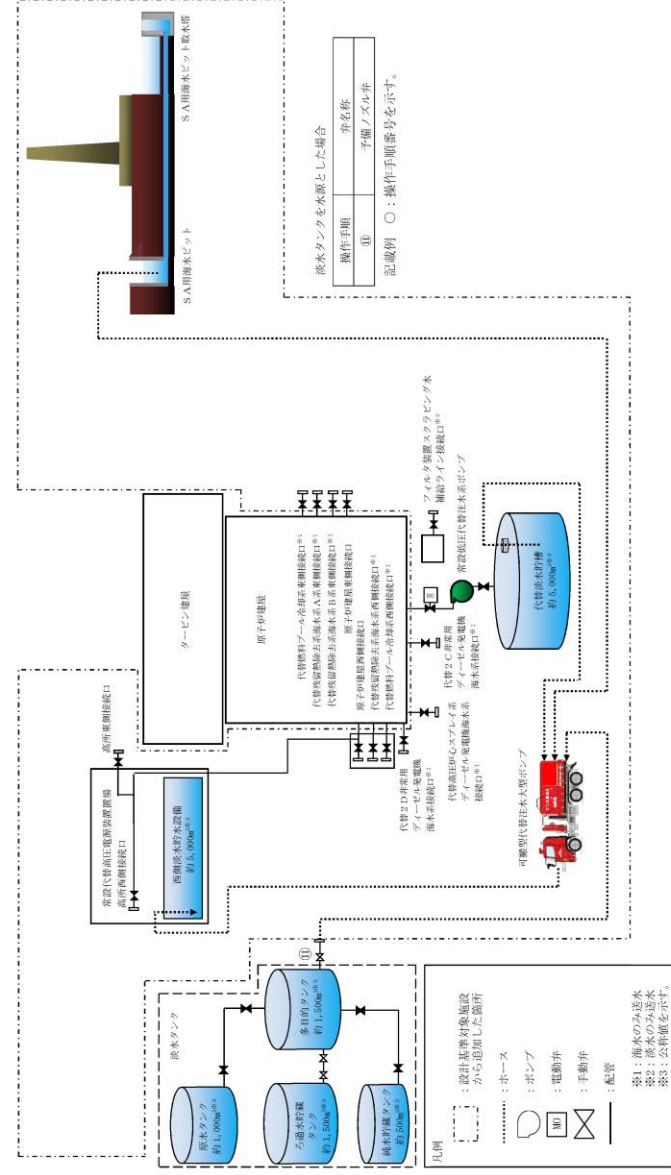 ＳＡ用海水ピット取水塔
ＳＡ用海水ピット
淡水タンクを水源とした場合
操作手順
弁名称
⑪
予備ノズル弁
記載例　○：操作手順番号を示す。
タービン建屋
原子炉建屋
代替燃料プール冷却系東側接続口※1
代替残留熱除去系海水系Ａ系東側接続口※1
代替残留熱除去系海水系Ｂ系東側接続口※1
原子炉建屋東側接続口
原子炉建屋西側接続口
代替残留熱除去系海水系西側接続口※1
代替燃料プール冷却系西側接続口※1
フィルタ装置スクラビング水
補給ライン接続口※2
常設低圧代替注水系ポンプ
代替淡水貯槽
約5,000m³※3
代替２Ｃ非常用
ディーゼル発電機
海水系接続口※1
代替高圧炉心スプレイ系
ディーゼル発電機海水系
接続口※1
代替２Ｄ非常用
ディーゼル発電機
海水系接続口※1
高所東側接続口
常設代替高圧電源装置置場
高所西側接続口
西側淡水貯水設備
約5,000m³※3
可搬型代替注水大型ポンプ
淡水タンク
⑪
多目的タンク
約1,500m³※3
原水タンク
約1,000m³※3
ろ過水貯蔵
タンク
約1,500m³※3
純水貯蔵タンク
約500m³※3
凡例
：設計基準対象施設
から追加した箇所
：ホース
：ポンプ
MO
：電動弁
：手動弁
：配管
※1：海水のみ送水
※2：淡水のみ送水
※3：公称値を示す。